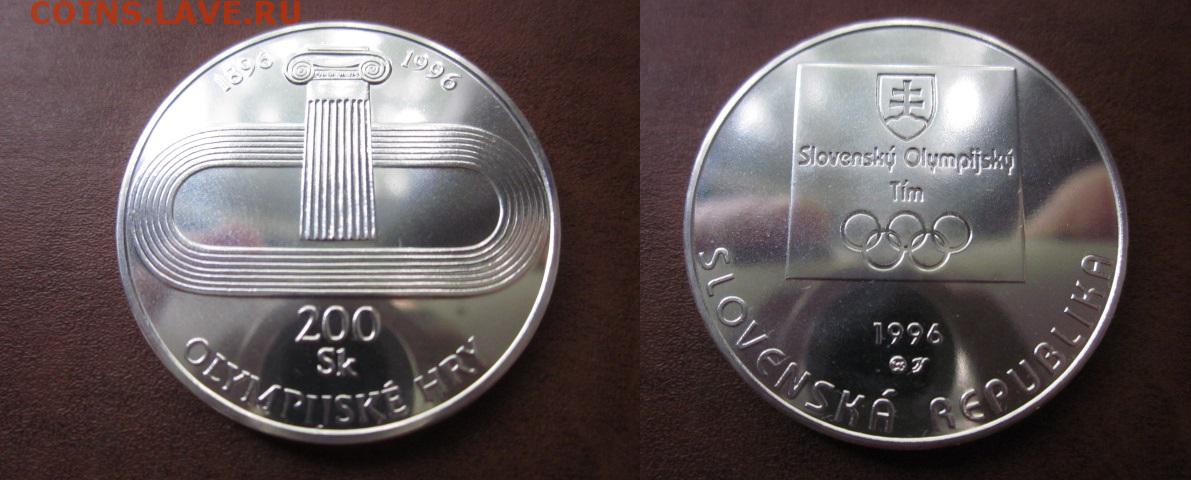 COINS.LAVE.RU
1896 1996
200
Sk
OLYMPIJSKÉ HRY
Slovenský Olympijský
Tím
1996
SLOVENSKÁ REPUBLIKA